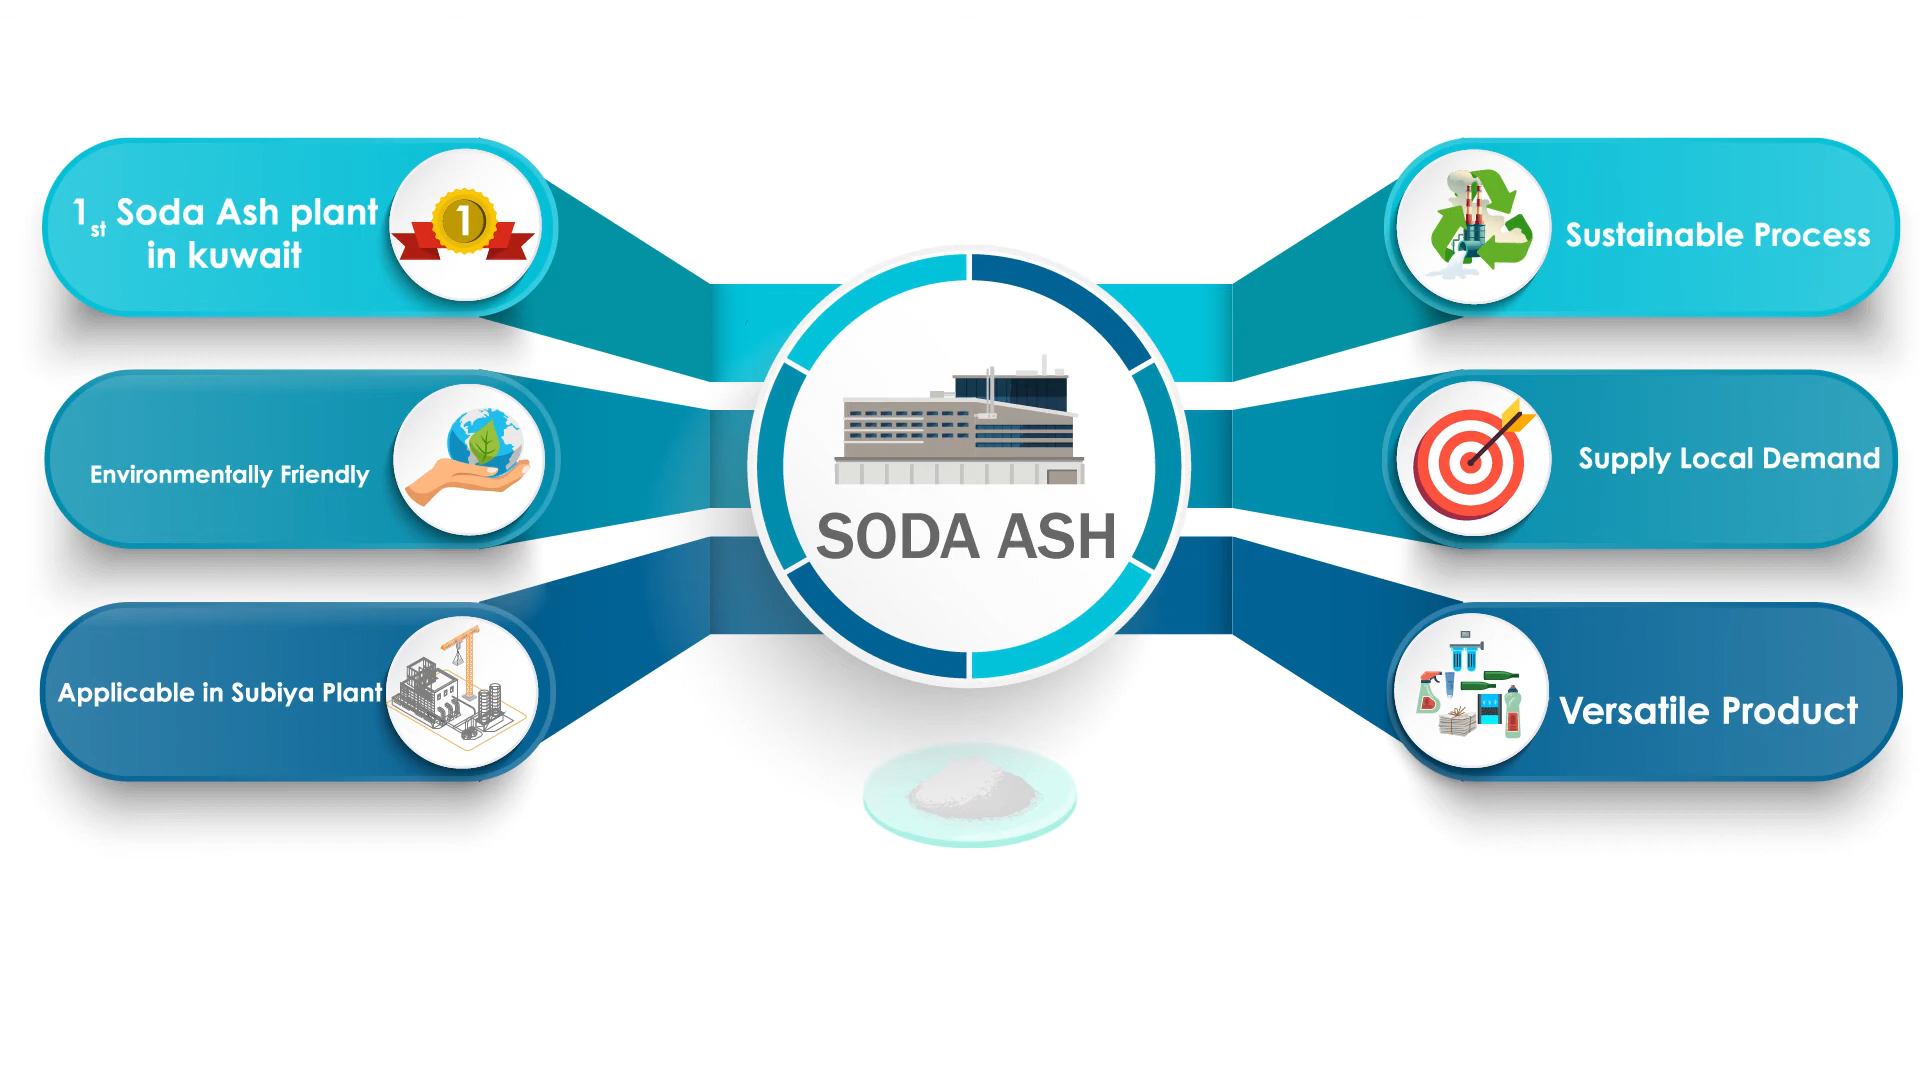 1st Soda Ash plant
in kuwait
1
Environmentally Friendly
Applicable in Subiya Plant
SODA ASH
Sustainable Process
Supply Local Demand
Versatile Product